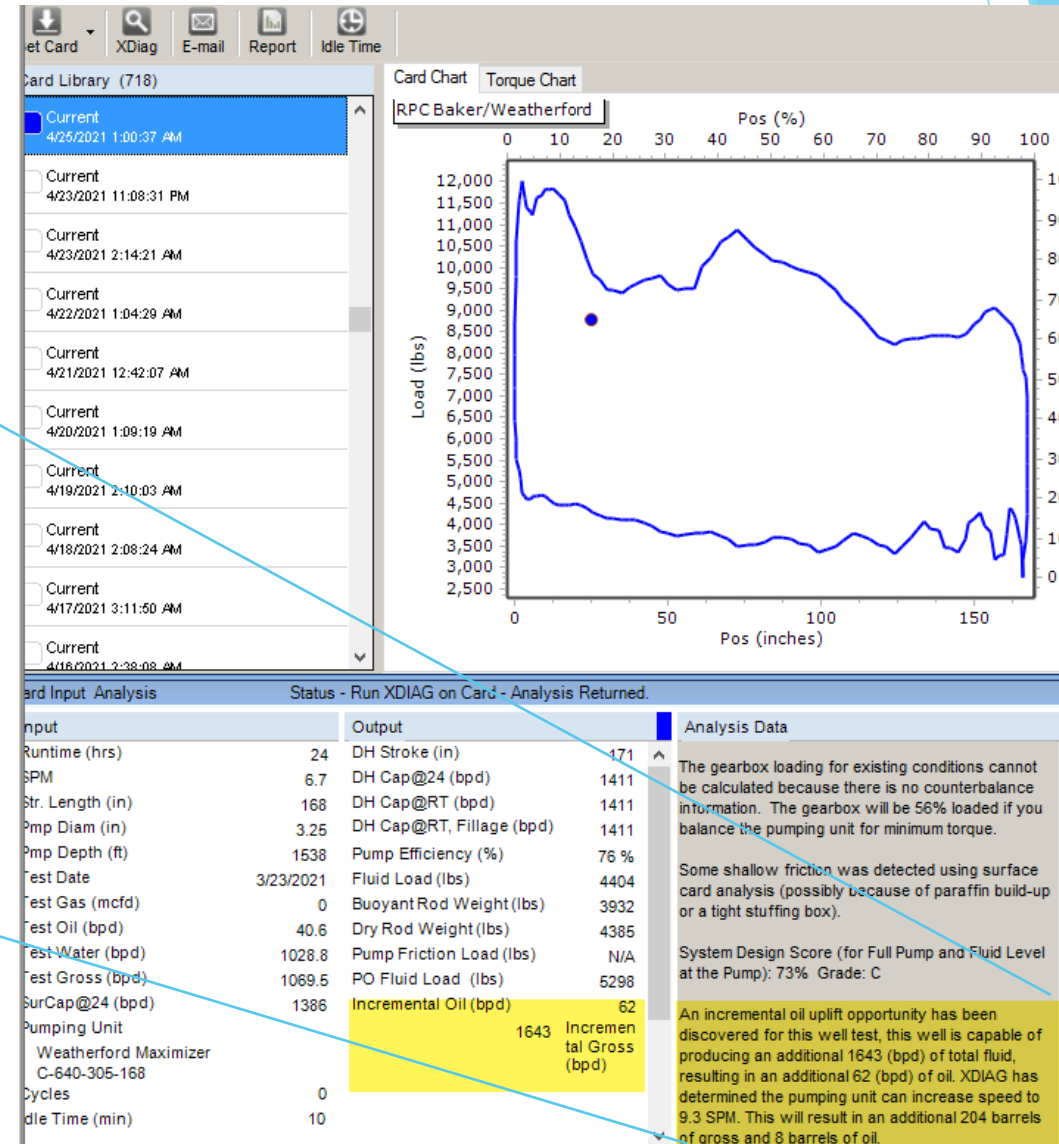 et Card
XDiag
E-mail
Report
Idle Time
Card Library (718)
Current
4/25/2021 1:00:37 AM
Current
4/23/2021 11:08:31 PM
Current
4/23/2021 2:14:21 AM
Current
4/22/2021 1:04:29 AM
Current
4/21/2021 12:42:07 AM
Current
4/20/2021 1:09:19 AM
Current
4/19/2021 2:10:03 AM
Current
4/18/2021 2:08:24 AM
Current
4/17/2021 3:11:50 AM
Current
4/16/2021 2:38:08 AM
Card Chart Torque Chart
RPC Baker/Weatherford
Pos (%)
0 10 20 30 40 50 60 70 80 90 100
12,000
11,500
11,000
10,500
10,000
9,500
9,000
8,500
8,000
7,500
7,000
6,500
6,000
5,500
5,000
4,500
4,000
3,500
3,000
2,500
Load (lbs)
0 50 100 150
Pos (inches)
ard Input Analysis Status - Run XDIAG on Card - Analysis Returned.
nput
Runtime (hrs) 24
SPM 6.7
Str. Length (in) 168
Pmp Diam (in) 3.25
Pmp Depth (ft) 1538
Test Date 3/23/2021
Test Gas (mcfd) 0
Test Oil (bpd) 40.6
Test Water (bpd) 1028.8
Test Gross (bpd) 1069.5
SurCap@24 (bpd) 1386
Pumping Unit
Weatherford Maximizer
C-640-305-168
Cycles 0
dle Time (min) 10
Output
DH Stroke (in) 171
DH Cap@24 (bpd) 1411
DH Cap@RT (bpd) 1411
DH Cap@RT, Fillage (bpd) 1411
Pump Efficiency (%) 76 %
Fluid Load (lbs) 4404
Buoyant Rod Weight (lbs) 3932
Dry Rod Weight (lbs) 4385
Pump Friction Load (lbs) N/A
PO Fluid Load (lbs) 5298
Incremental Oil (bpd) 62
1643 Incremen
tal Gross
(bpd)
Analysis Data
The gearbox loading for existing conditions cannot
be calculated because there is no counterbalance
information. The gearbox will be 56% loaded if you
balance the pumping unit for minimum torque.
Some shallow friction was detected using surface
card analysis (possibly because of paraffin build-up
or a tight stuffing box).
System Design Score (for Full Pump and Fluid Level
at the Pump): 73% Grade: C
An incremental oil uplift opportunity has been
discovered for this well test, this well is capable of
producing an additional 1643 (bpd) of total fluid,
resulting in an additional 62 (bpd) of oil. XDIAG has
determined the pumping unit can increase speed to
9.3 SPM. This will result in an additional 204 barrels
of gross and 8 barrels of oil.